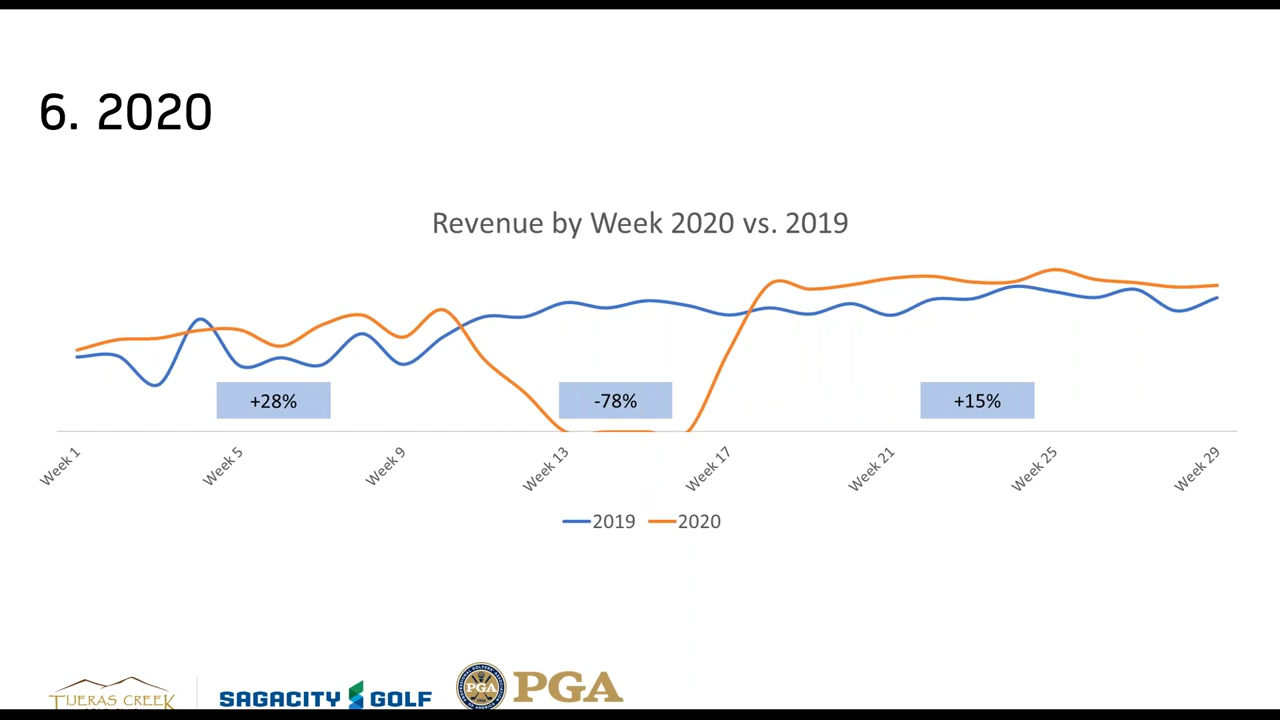 6. 2020
Revenue by Week 2020 vs. 2019
+28%
-78%
+15%
Week 1
Week 5
Week 9
Week 13
Week 17
Week 21
Week 25
Week 29
2019
2020
TIJERAS CREEK
SAGACITY GOLF
PGA
PGA